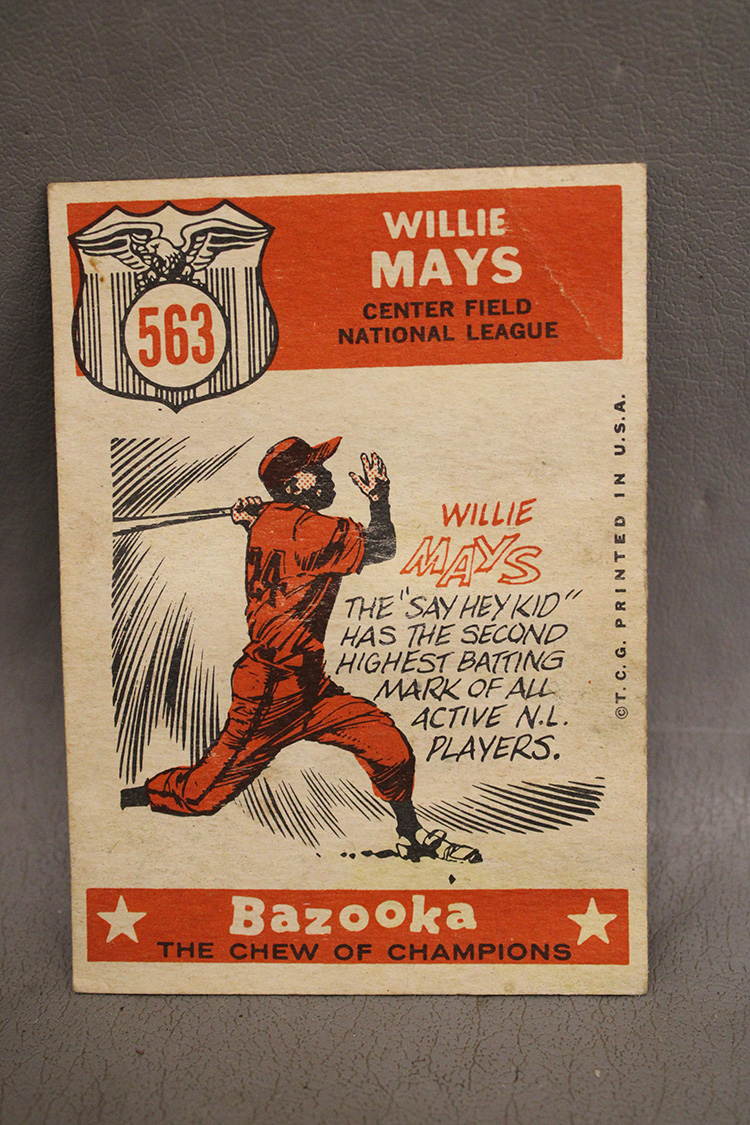 563
WILLIE
MAYS
CENTER FIELD
NATIONAL LEAGUE
©T.C.G. PRINTED IN U.S.A.
24
WILLIE
MAYS
THE "SAY HEY KID"
HAS THE SECOND
HIGHEST BATTING
MARK OF ALL
ACTIVE N.L.
PLAYERS.
Bazooka
THE CHEW OF CHAMPIONS